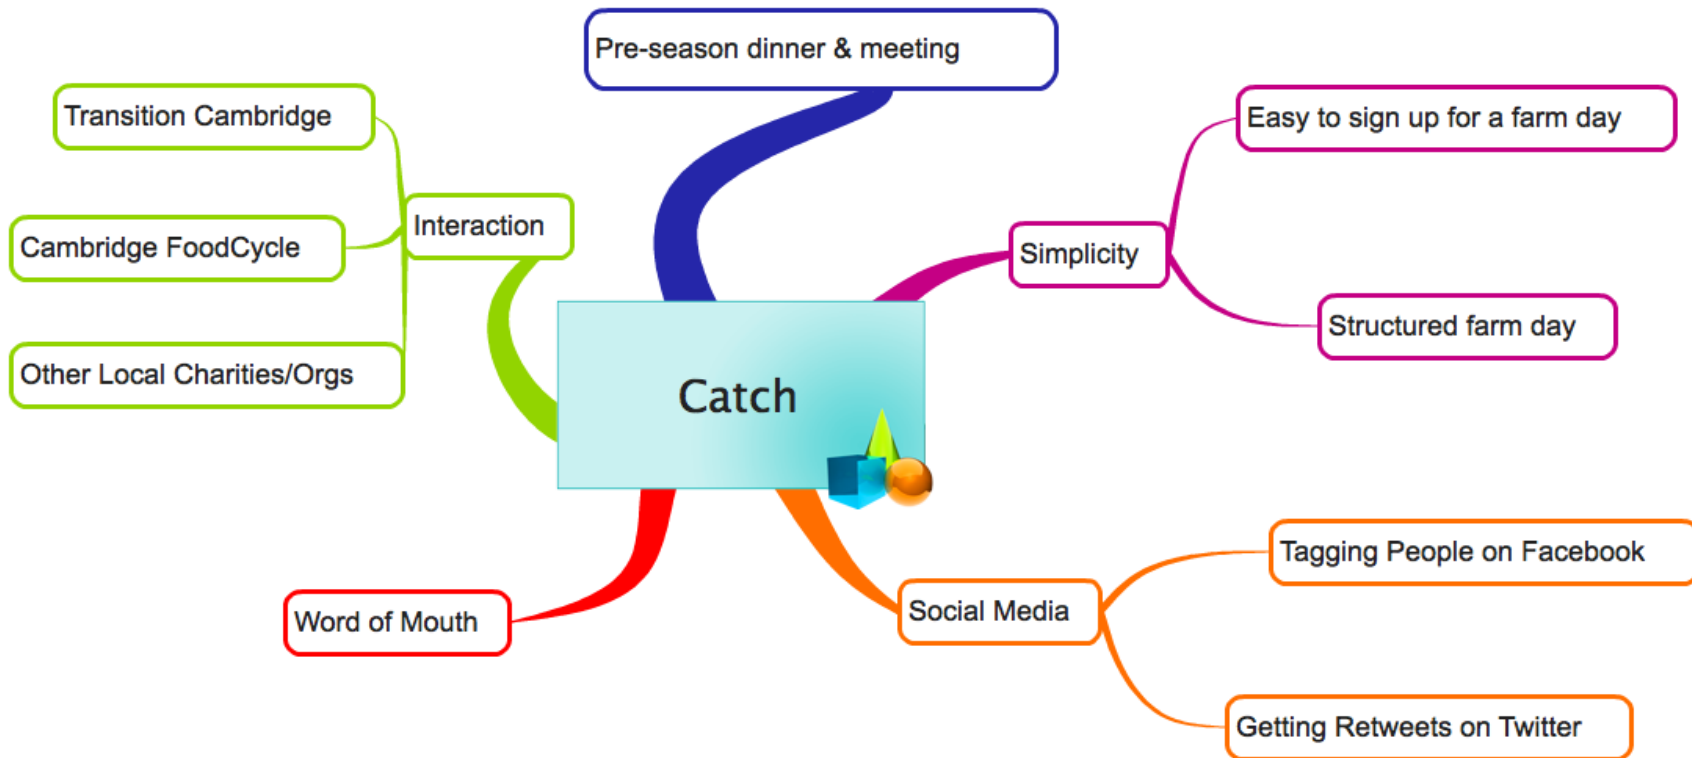 Pre-season dinner & meeting
Transition Cambridge
Easy to sign up for a farm day
Interaction
Cambridge FoodCycle
Simplicity
Structured farm day
Other Local Charities/Orgs
Catch
Tagging People on Facebook
Social Media
Word of Mouth
Getting Retweets on Twitter